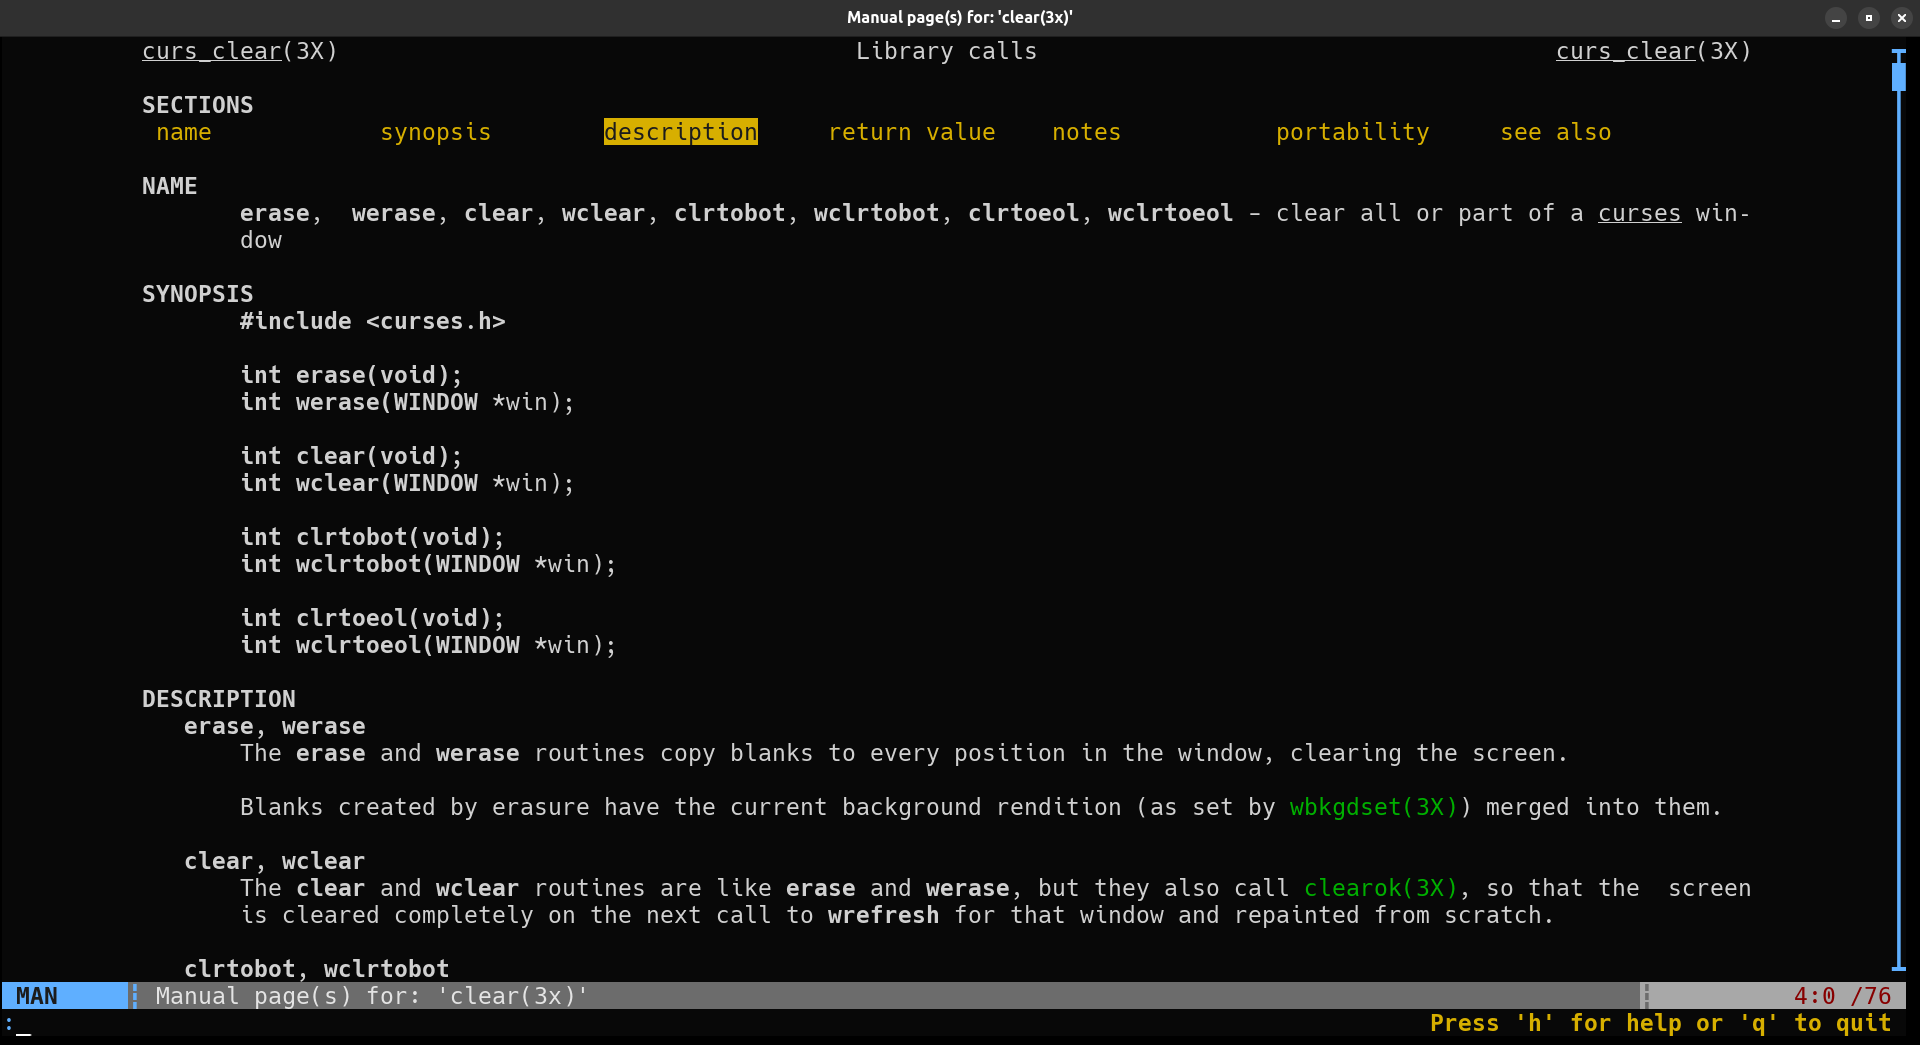 Manual page(s) for: 'clear(3x)'
curs_clear(3X) Library calls curs_clear(3X)
SECTIONS
name synopsis description return value notes portability see also
NAME
erase, werase, clear, wclear, clrtobot, wclrtobot, clrtoeol, wclrtoeol - clear all or part of a curses win-
dow
SYNOPSIS
#include <curses.h>
int erase(void);
int werase(WINDOW *win);
int clear(void);
int wclear(WINDOW *win);
int clrtobot(void);
int wclrtobot(WINDOW *win);
int clrtoeol(void);
int wclrtoeol(WINDOW *win);
DESCRIPTION
erase, werase
The erase and werase routines copy blanks to every position in the window, clearing the screen.
Blanks created by erasure have the current background rendition (as set by wbkgdset(3X)) merged into them.
clear, wclear
The clear and wclear routines are like erase and werase, but they also call clearok(3X), so that the screen
is cleared completely on the next call to wrefresh for that window and repainted from scratch.
clrtobot, wclrtobot
MAN Manual page(s) for: 'clear(3x)' 4:0 /76
:_ Press 'h' for help or 'q' to quit